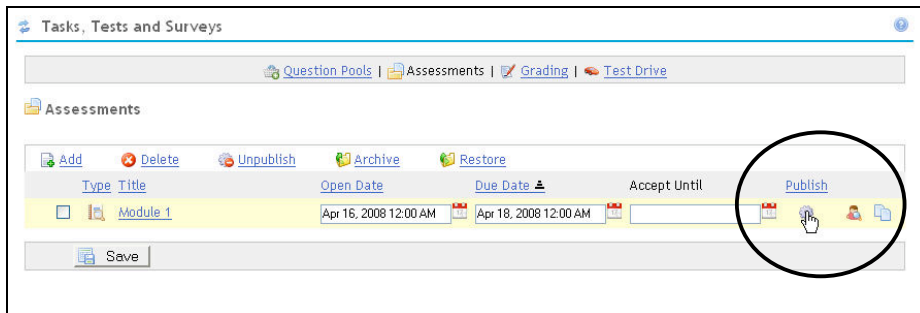 Tasks, Tests and Surveys
Question Pools | Assessments | Grading | Test Drive
Assessments
Add Delete Unpublish Archive Restore
Type Title Open Date Due Date Accept Until Publish
Module 1 Apr 16, 2008 12:00 AM Apr 18, 2008 12:00 AM
Save